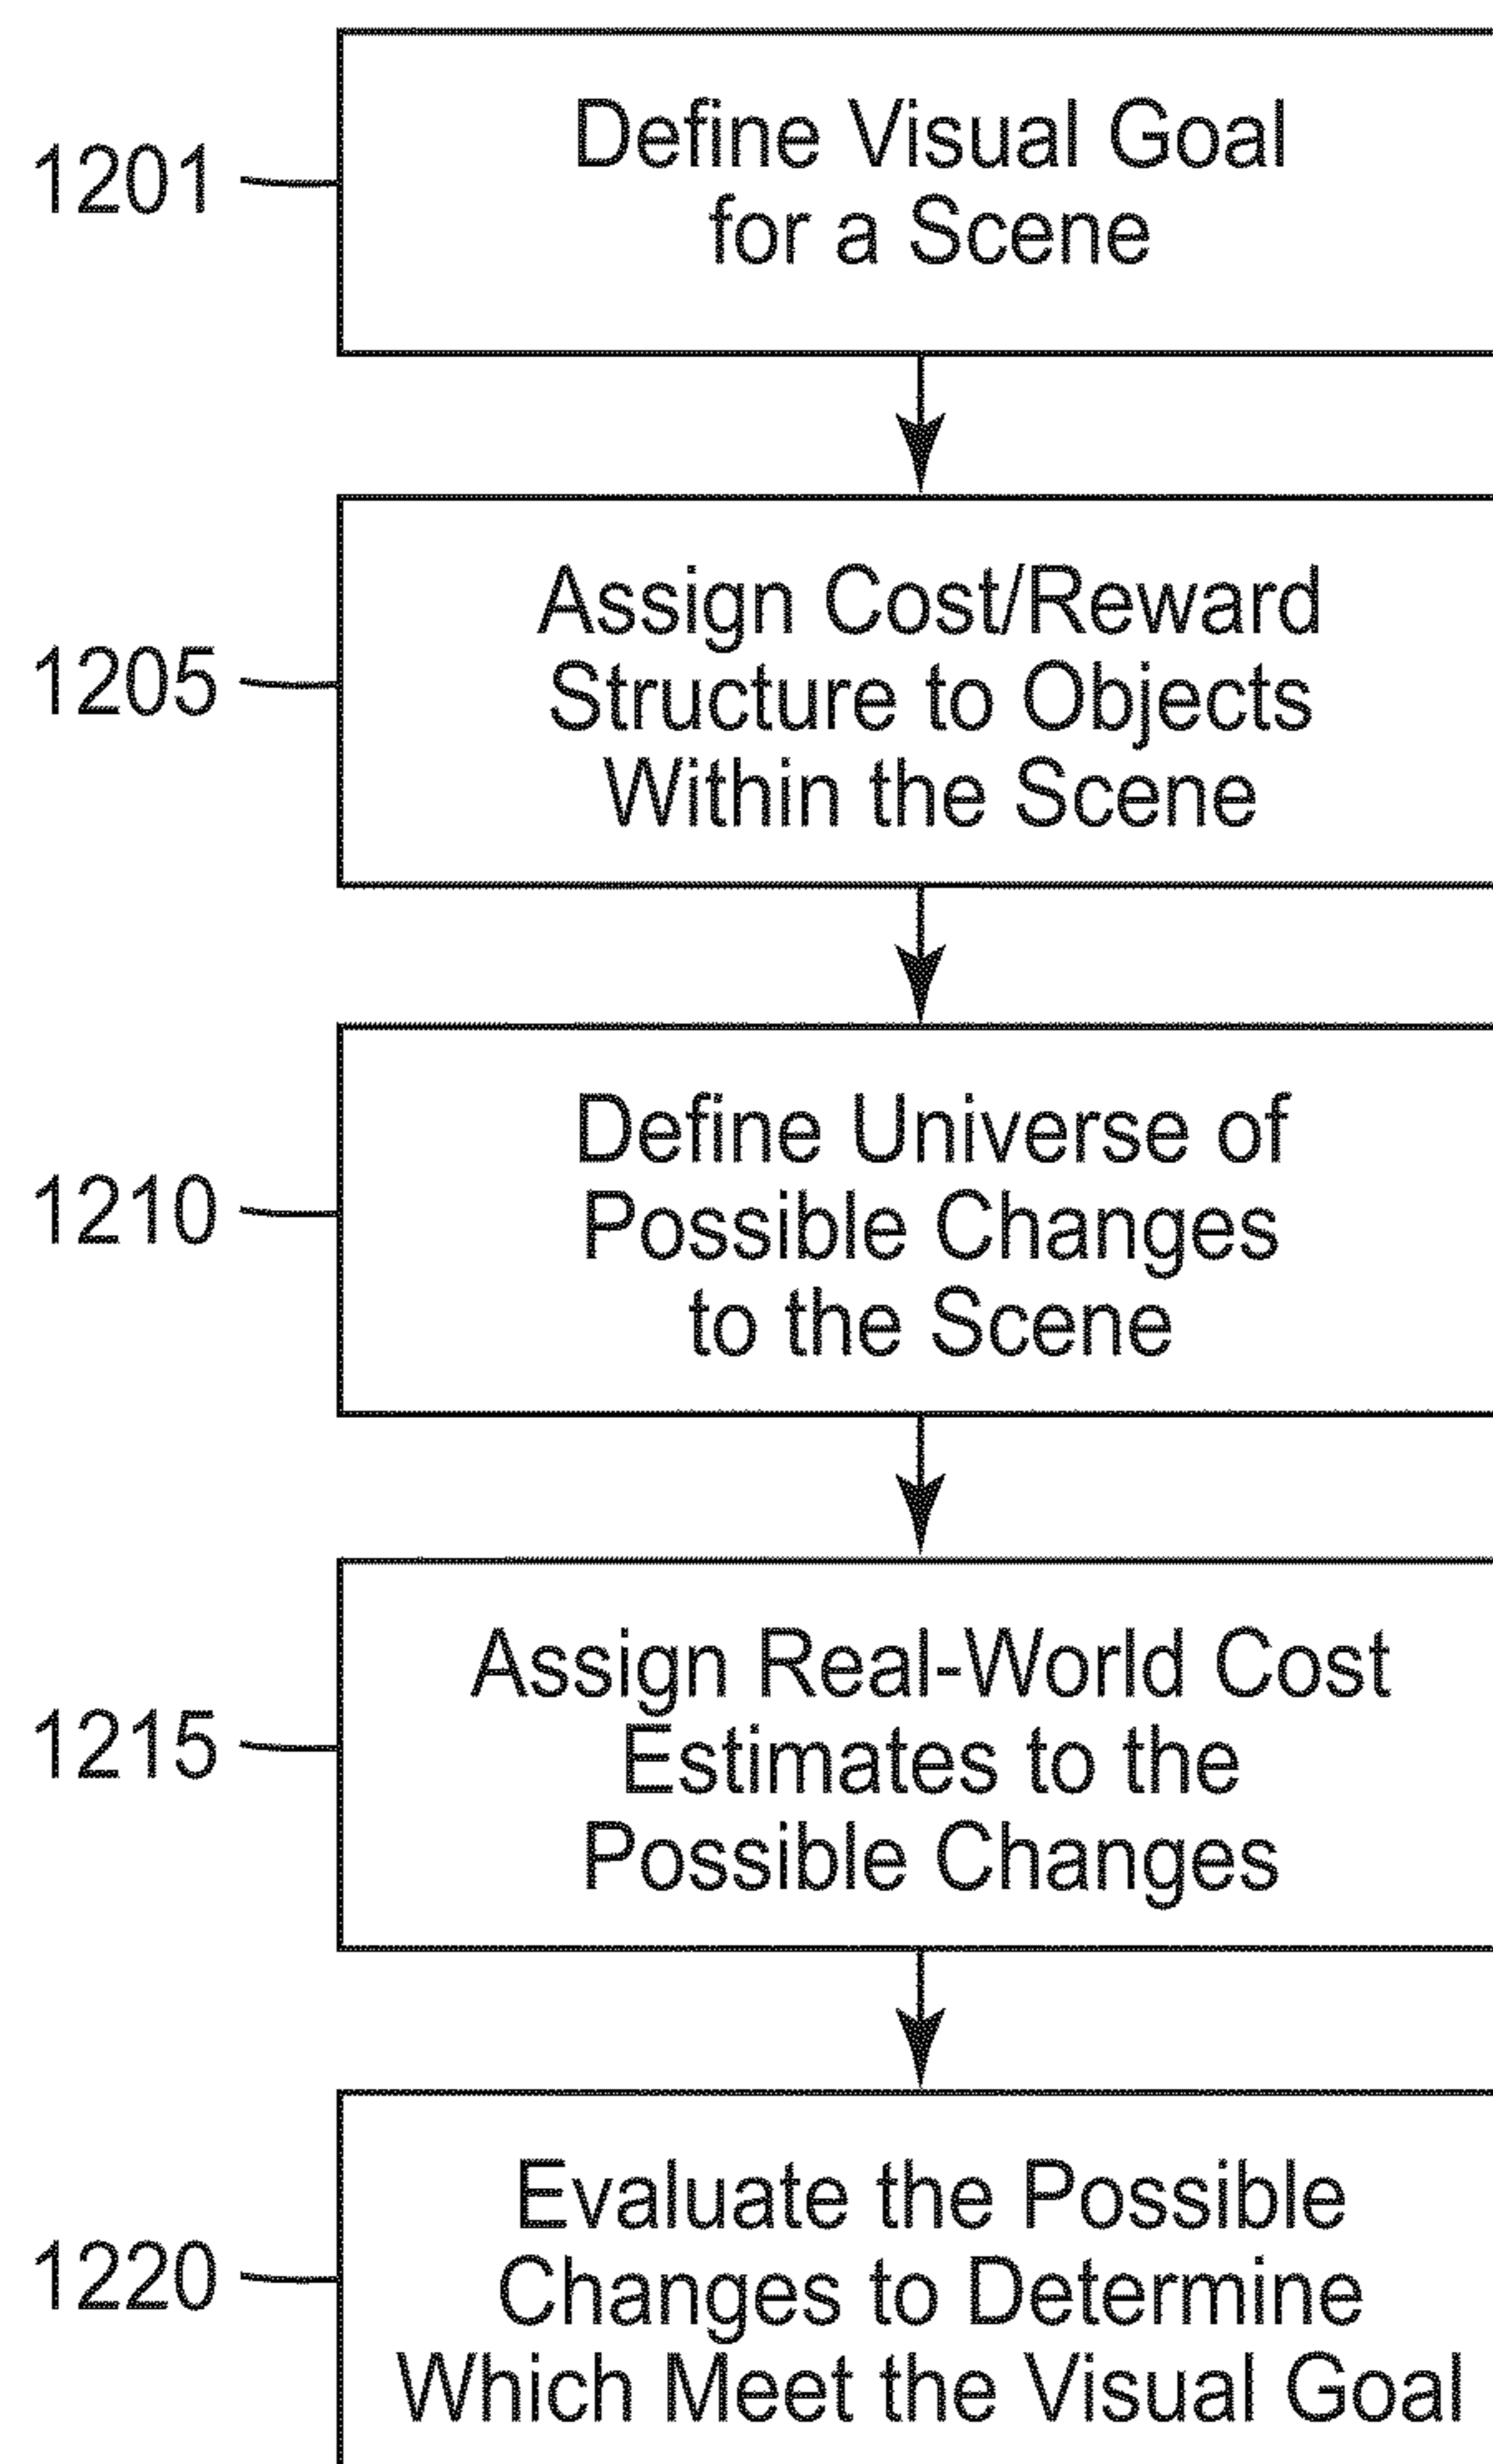 1201
Define Visual Goal
for a Scene
1205
Assign Cost/Reward
Structure to Objects
Within the Scene
1210
Define Universe of
Possible Changes
to the Scene
1215
Assign Real-World Cost
Estimates to the
Possible Changes
1220
Evaluate the Possible
Changes to Determine
Which Meet the Visual Goal